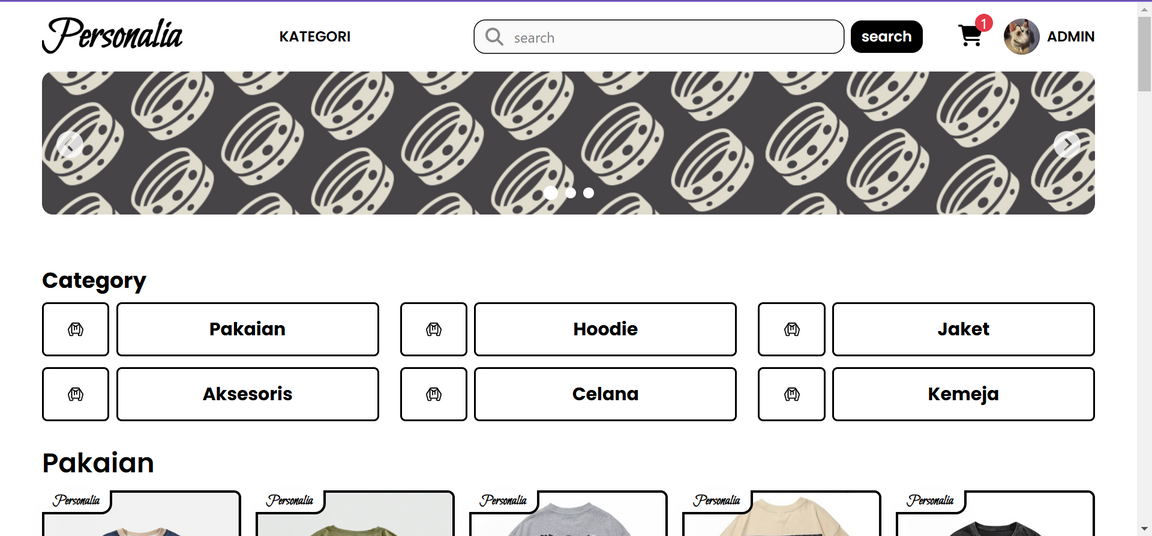 Personalia KATEGORI search search 1 ADMIN
Category
Pakaian Hoodie Jaket
Aksesoris Celana Kemeja
Pakaian
Personalia Personalia Personalia Personalia Personalia